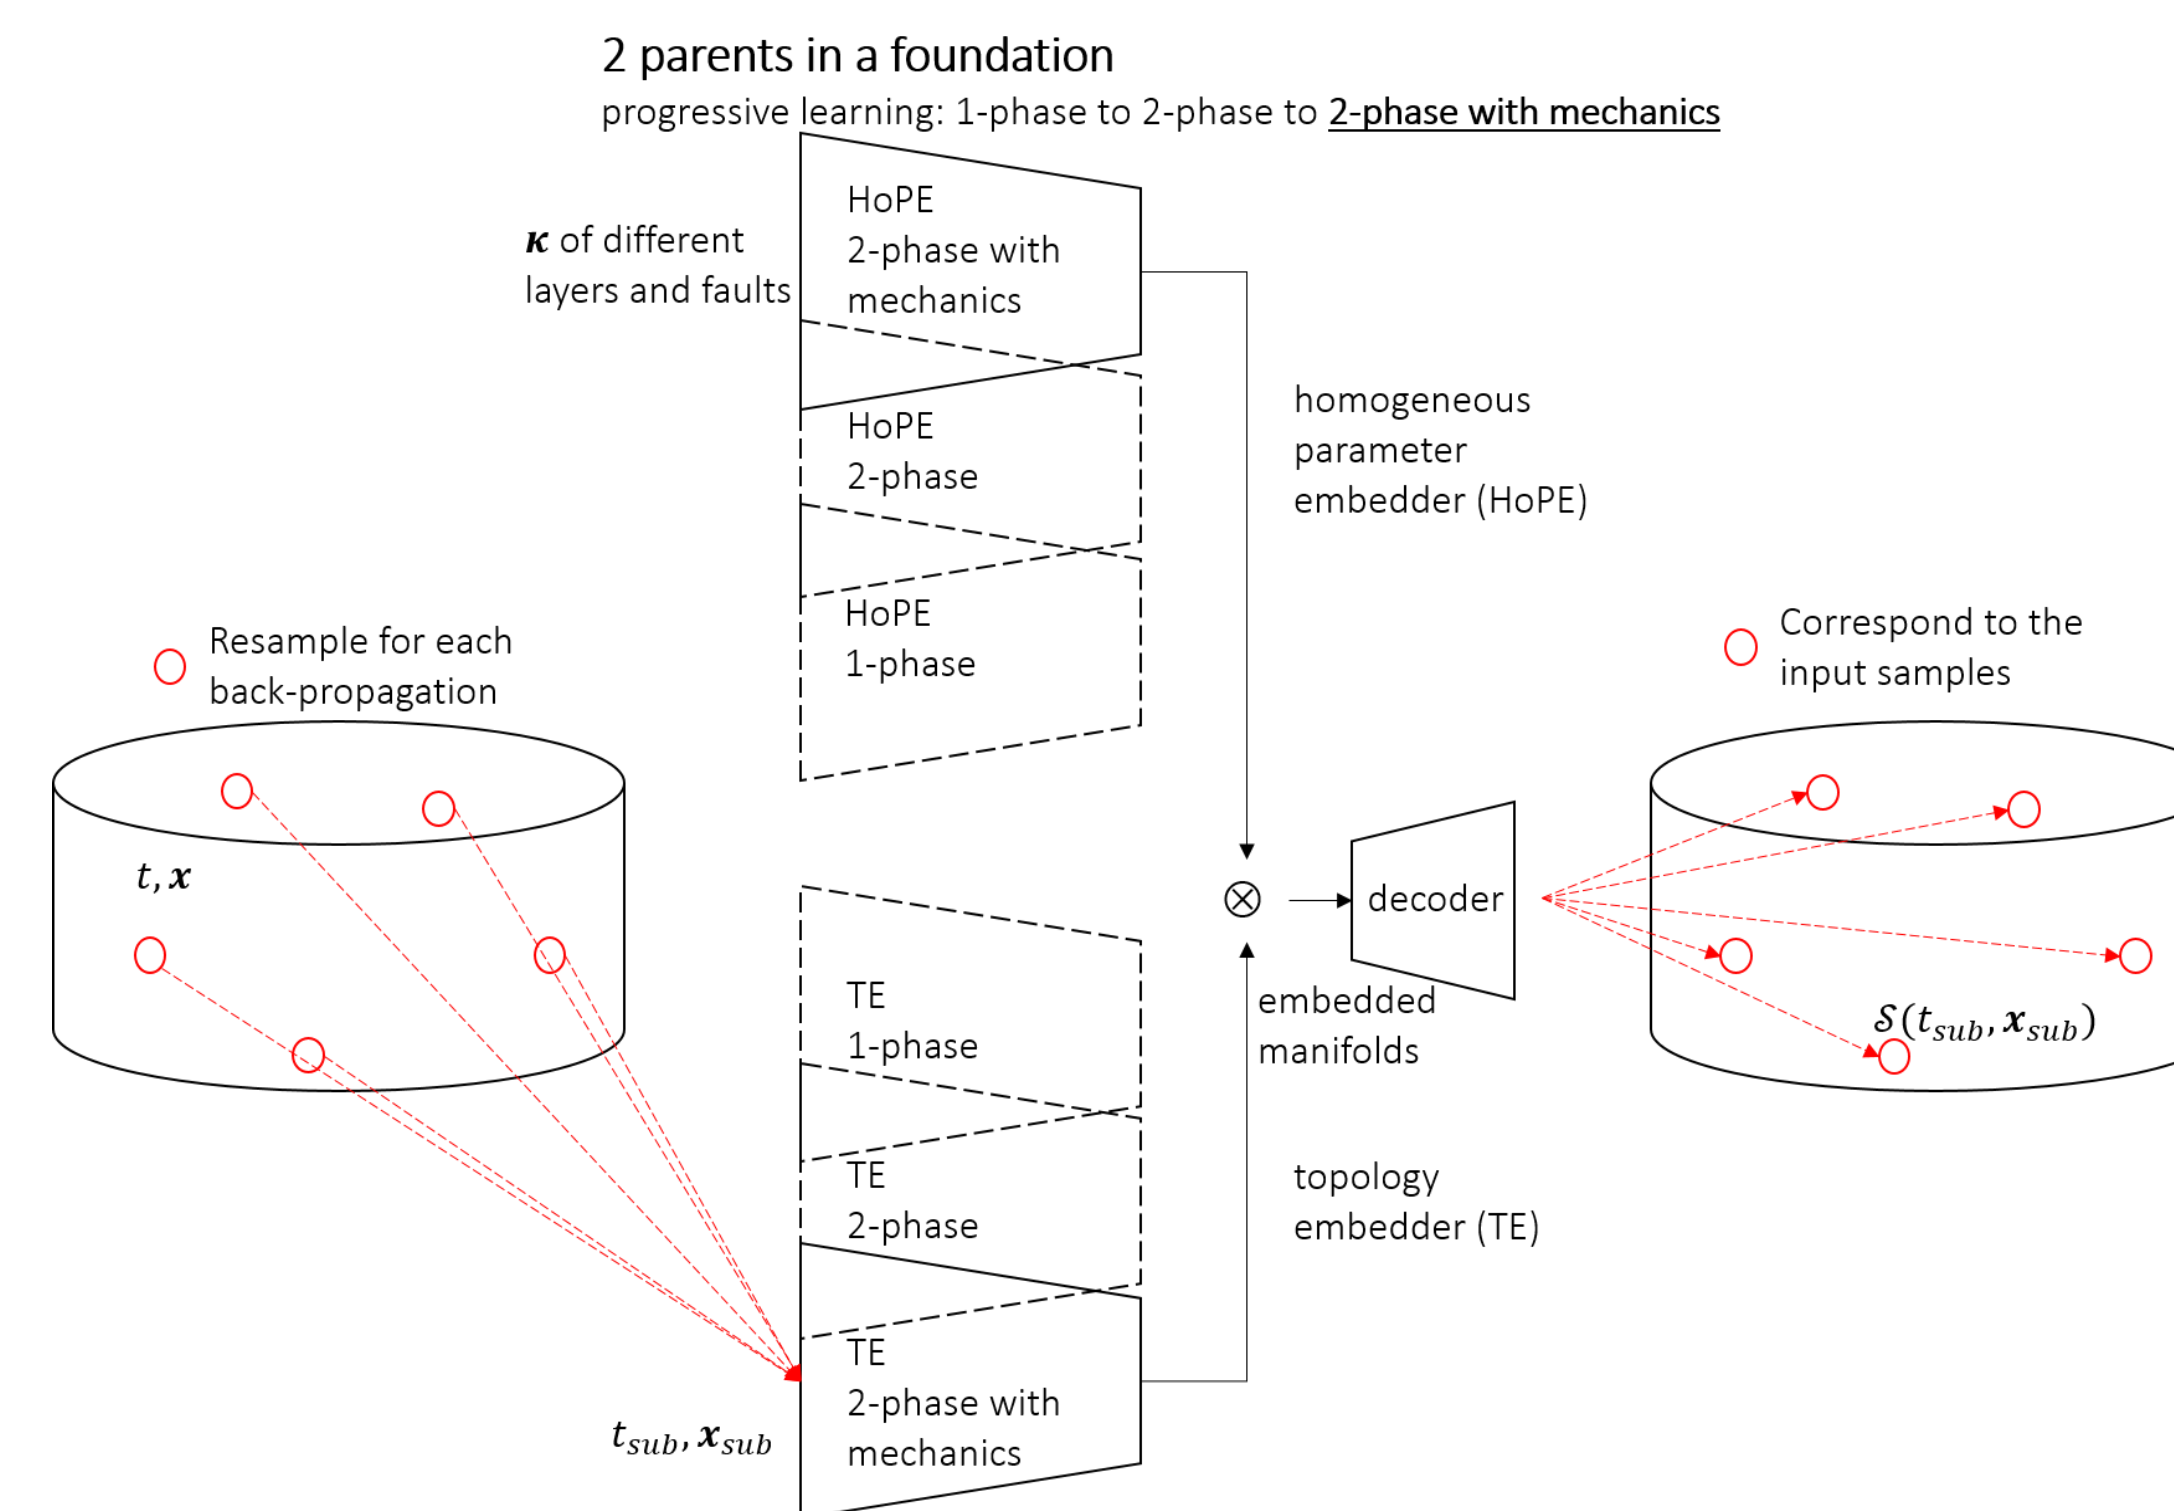 2 parents in a foundation
progressive learning: 1-phase to 2-phase to 2-phase with mechanics
𝜿 of different
layers and faults
HoPE
2-phase with
mechanics
HoPE
2-phase
HoPE
1-phase
homogeneous
parameter
embedder (HoPE)
Resample for each
back-propagation
t, x
Correspond to the
input samples
decoder
embedded
manifolds
𝒮(t_sub, x_sub)
TE
1-phase
TE
2-phase
TE
2-phase with
mechanics
topology
embedder (TE)
t_sub, x_sub